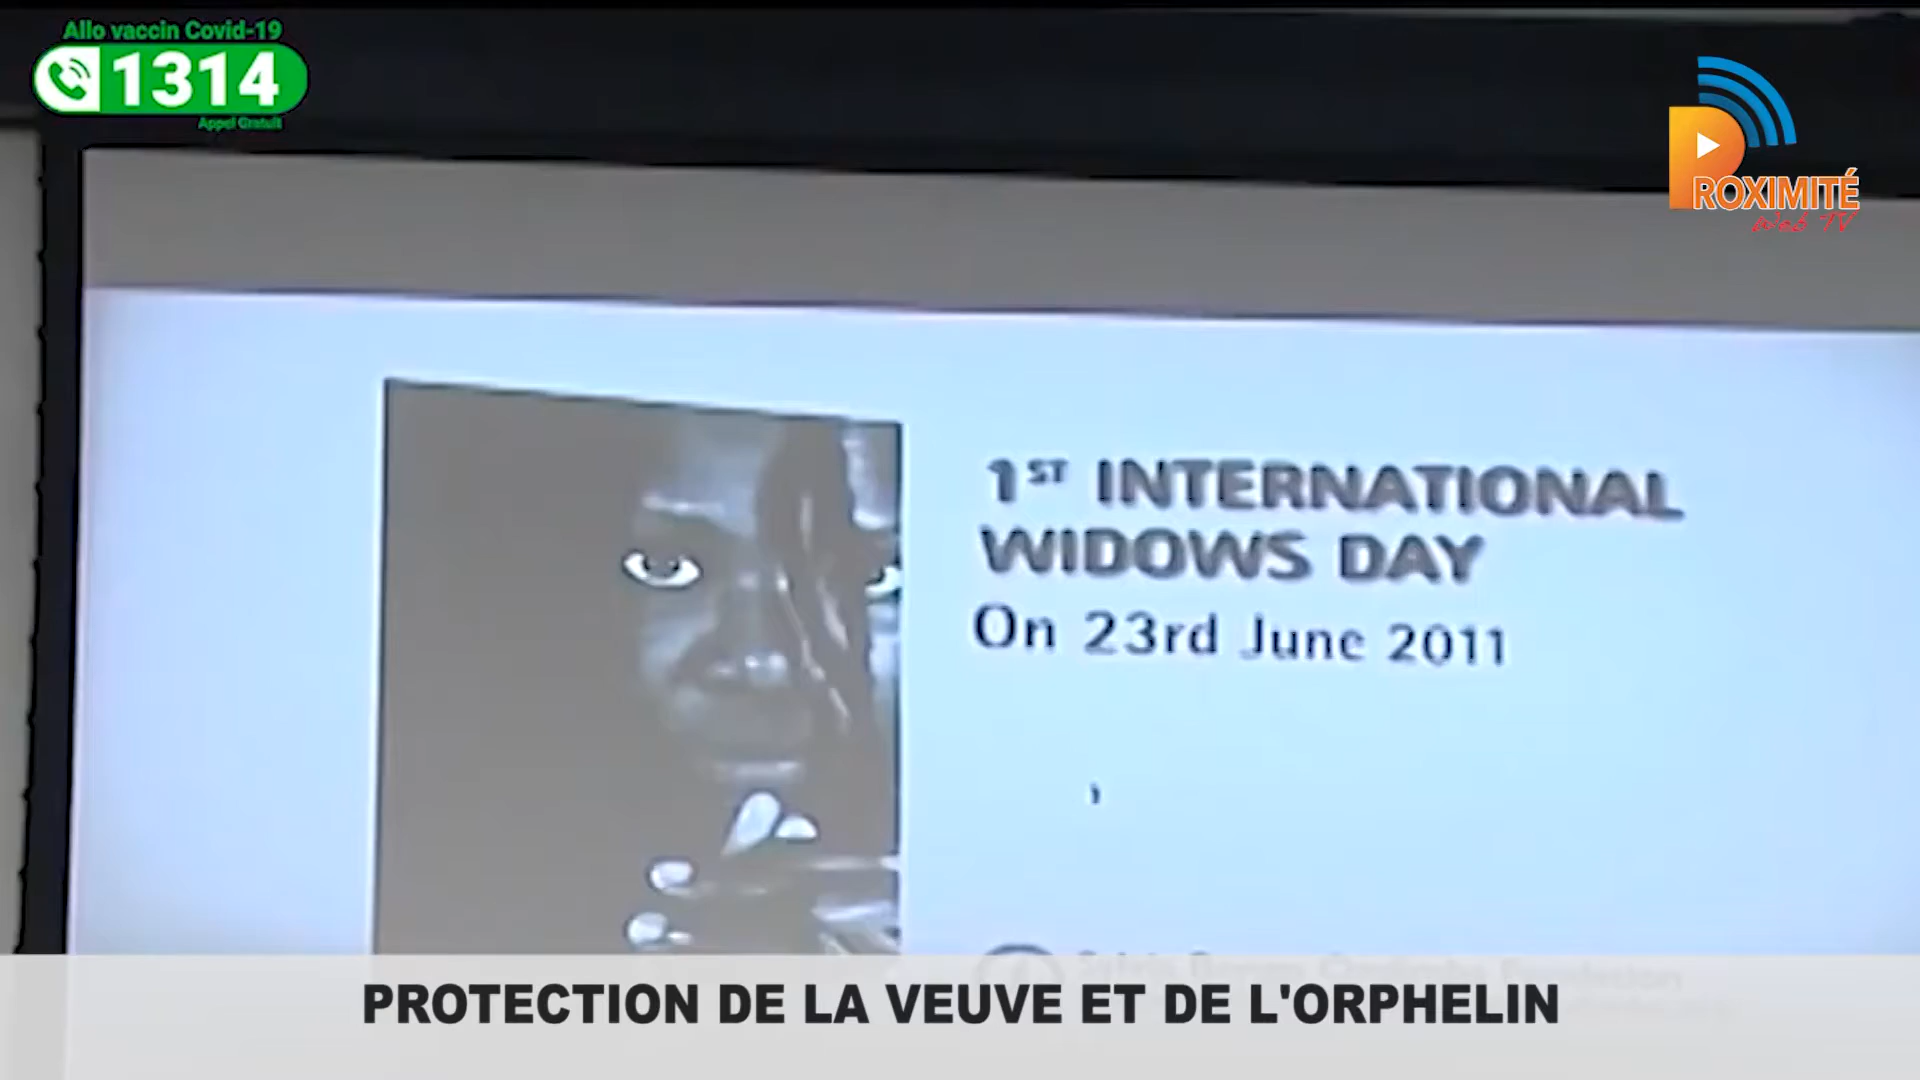 Allo vaccin Covid-19
1314
Appel Gratuit
PROXIMITÉ
Web TV
1ST INTERNATIONAL
WIDOWS DAY
On 23rd June 2011
PROTECTION DE LA VEUVE ET DE L'ORPHELIN